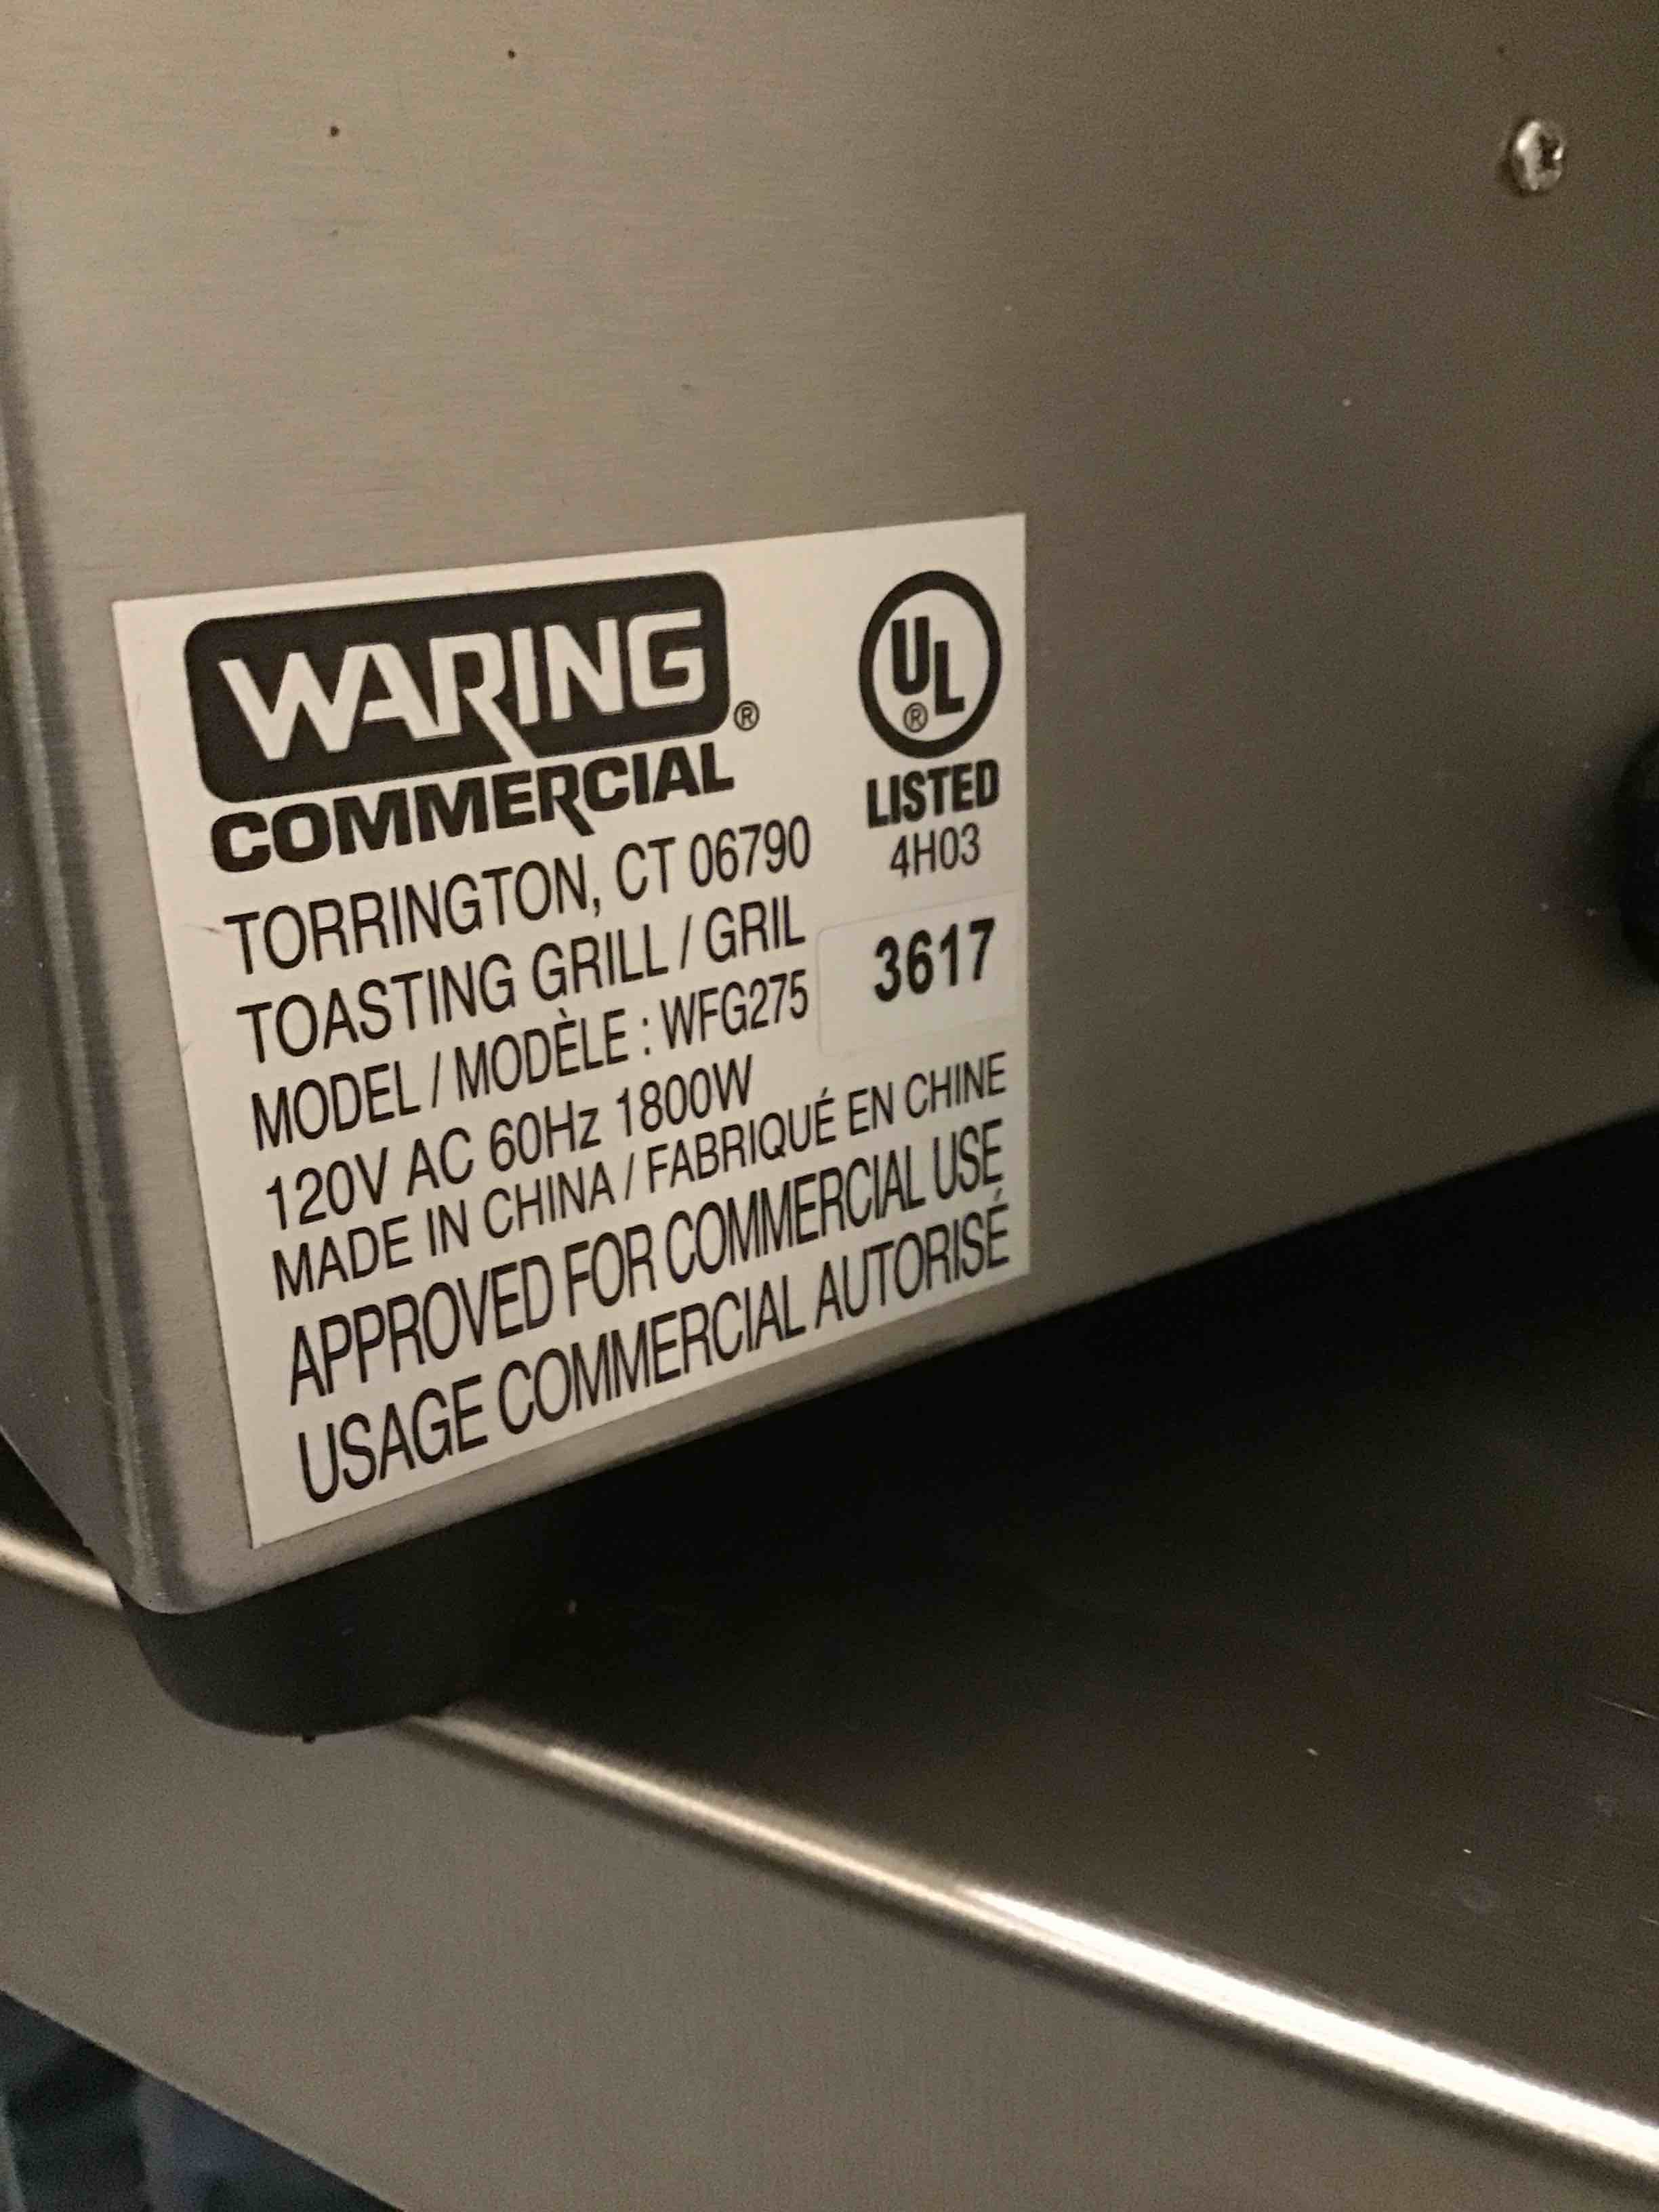 WARING®
COMMERCIAL
TORRINGTON, CT 06790
TOASTING GRILL / GRIL
MODEL / MODÈLE : WFG275
120V AC 60Hz 1800W
MADE IN CHINA / FABRIQUÉ EN CHINE
APPROVED FOR COMMERCIAL USE
USAGE COMMERCIAL AUTORISÉ
UL®
LISTED
4H03
3617